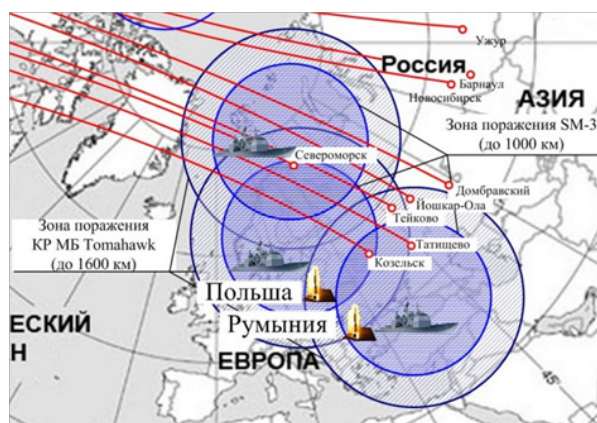 Ужур
Россия
Барнаул
Новосибирск
АЗИЯ
Зона поражения SM-3
(до 1000 км)
Североморск
Домбравский
Йошкар-Ола
Тейково
Зона поражения
КР МБ Tomahawk
(до 1600 км)
Татищево
Козельск
Польша
Румыния
ЕСКИЙ
Н
ЕВРОПА
45